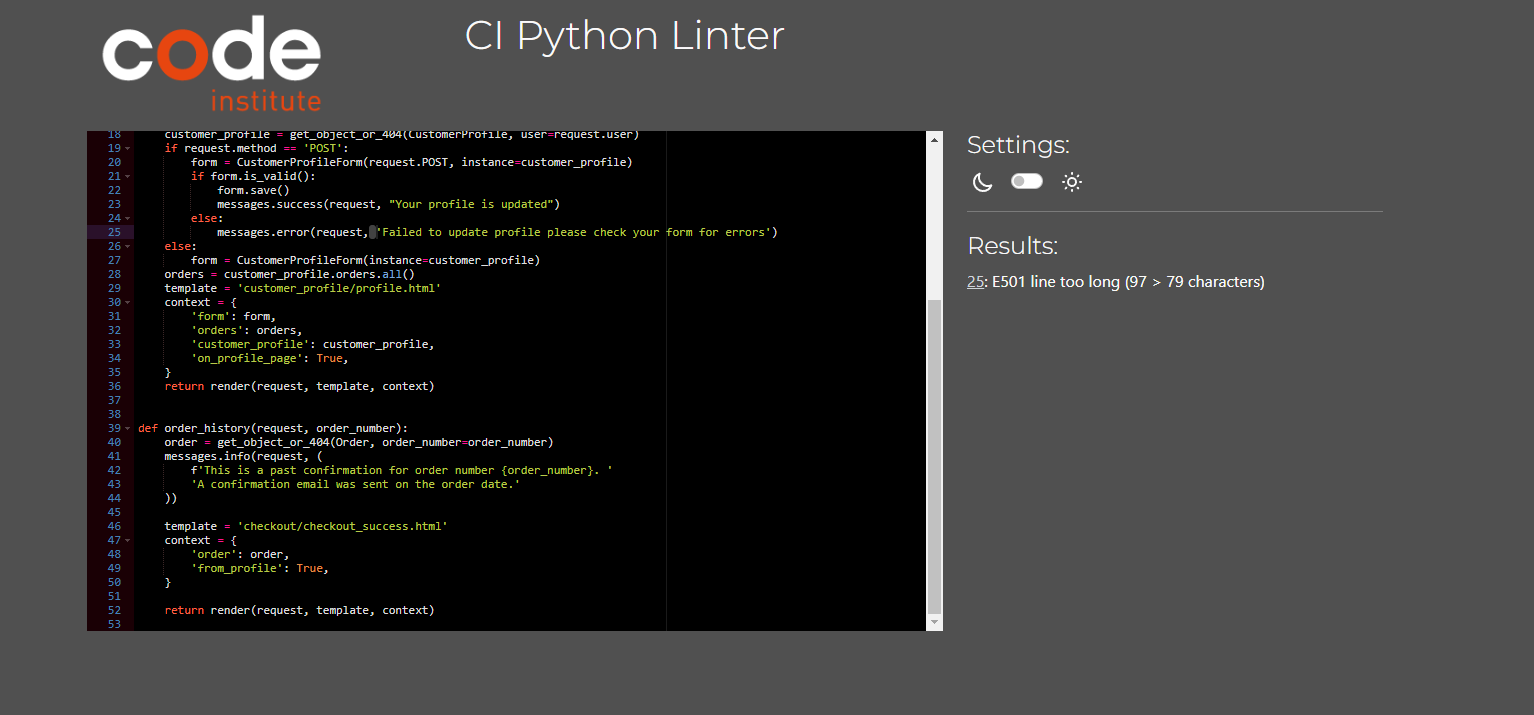 code
institute
CI Python Linter
18 customer_profile = get_object_or_404(CustomerProfile, user=request.user)
19 if request.method == 'POST':
20 form = CustomerProfileForm(request.POST, instance=customer_profile)
21 if form.is_valid():
22 form.save()
23 messages.success(request, "Your profile is updated")
24 else:
25 messages.error(request, 'Failed to update profile please check your form for errors')
26 else:
27 form = CustomerProfileForm(instance=customer_profile)
28 orders = customer_profile.orders.all()
29 template = 'customer_profile/profile.html'
30 context = {
31 'form': form,
32 'orders': orders,
33 'customer_profile': customer_profile,
34 'on_profile_page': True,
35 }
36 return render(request, template, context)
37
38
39 def order_history(request, order_number):
40 order = get_object_or_404(Order, order_number=order_number)
41 messages.info(request, (
42 f'This is a past confirmation for order number {order_number}. '
43 'A confirmation email was sent on the order date.'
44 ))
45
46 template = 'checkout/checkout_success.html'
47 context = {
48 'order': order,
49 'from_profile': True,
50 }
51
52 return render(request, template, context)
53
Settings:
Results:
25: E501 line too long (97 > 79 characters)